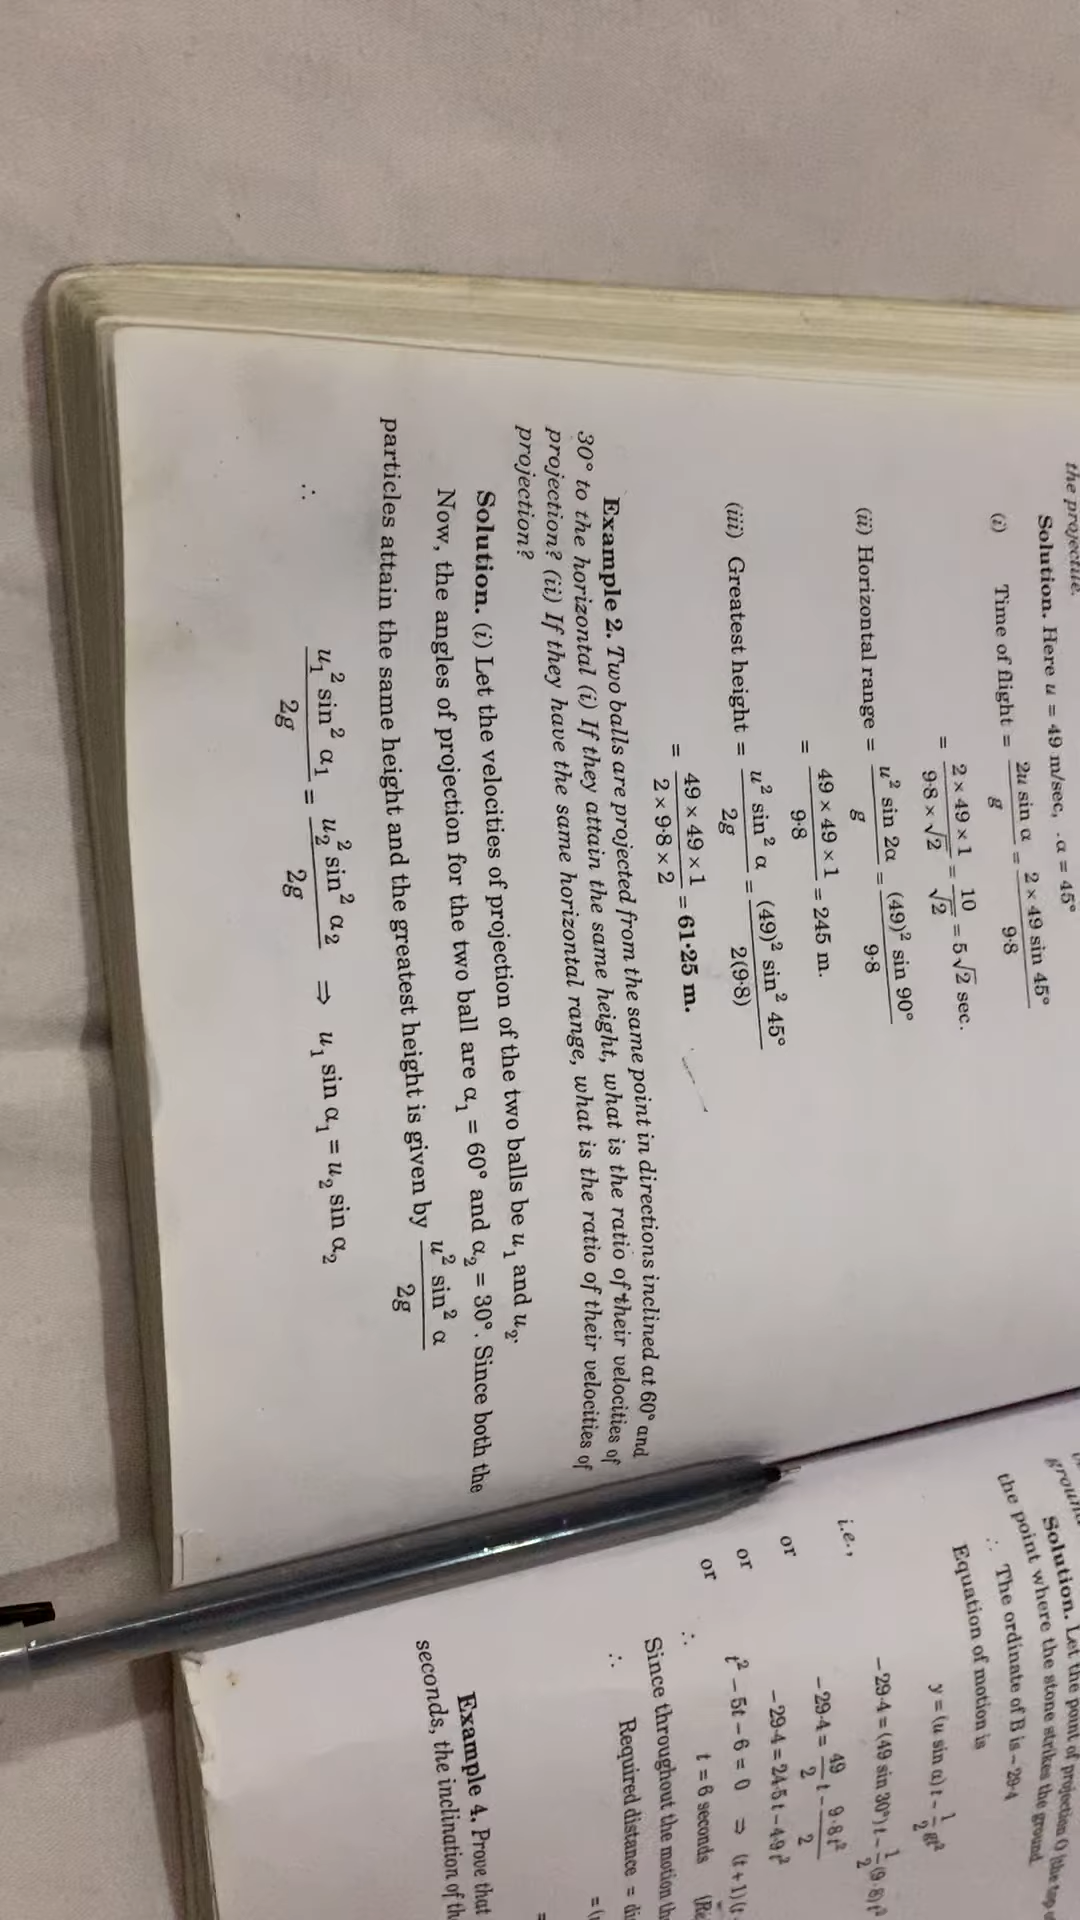 the projectile.
Solution. Here u = 49 m/sec, α = 45°
(i) Time of flight = 2u sin α / g = 2 × 49 sin 45° / 9·8
= 2 × 49 × 1 / 9·8 × √2 = 10 / √2 = 5√2 sec.
(ii) Horizontal range = u² sin 2α / g = (49)² sin 90° / 9·8
= 49 × 49 × 1 / 9·8 = 245 m.
(iii) Greatest height = u² sin² α / 2g = (49)² sin² 45° / 2(9·8)
= 49 × 49 × 1 / 2 × 9·8 × 2 = 61·25 m.
Example 2. Two balls are projected from the same point in directions inclined at 60° and
30° to the horizontal (i) If they attain the same height, what is the ratio of their velocities of
projection? (ii) If they have the same horizontal range, what is the ratio of their velocities of
projection?
Solution. (i) Let the velocities of projection of the two balls be u₁ and u₂.
Now, the angles of projection for the two ball are α₁ = 60° and α₂ = 30°. Since both the
particles attain the same height and the greatest height is given by u² sin² α / 2g
∴ u₁² sin² α₁ / 2g = u₂² sin² α₂ / 2g ⇒ u₁ sin α₁ = u₂ sin α₂
ground
Solution. Let the point of projection O (the top
the point where the stone strikes the ground.
∴ The ordinate of B is – 29·4
Equation of motion is
y = (u sin α) t – 1/2 gt²
i.e., – 29·4 = (49 sin 30°) t – 1/2 (9·8) t²
or – 29·4 = 49/2 t – 9·8 t² / 2
or – 29·4 = 24·5 t – 4·9 t²
or t² – 5t – 6 = 0 ⇒ (t + 1) (t
∴ t = 6 seconds
Since throughout the motion
∴ Required distance =
=
=
Example 4. Prove that
seconds, the inclination of